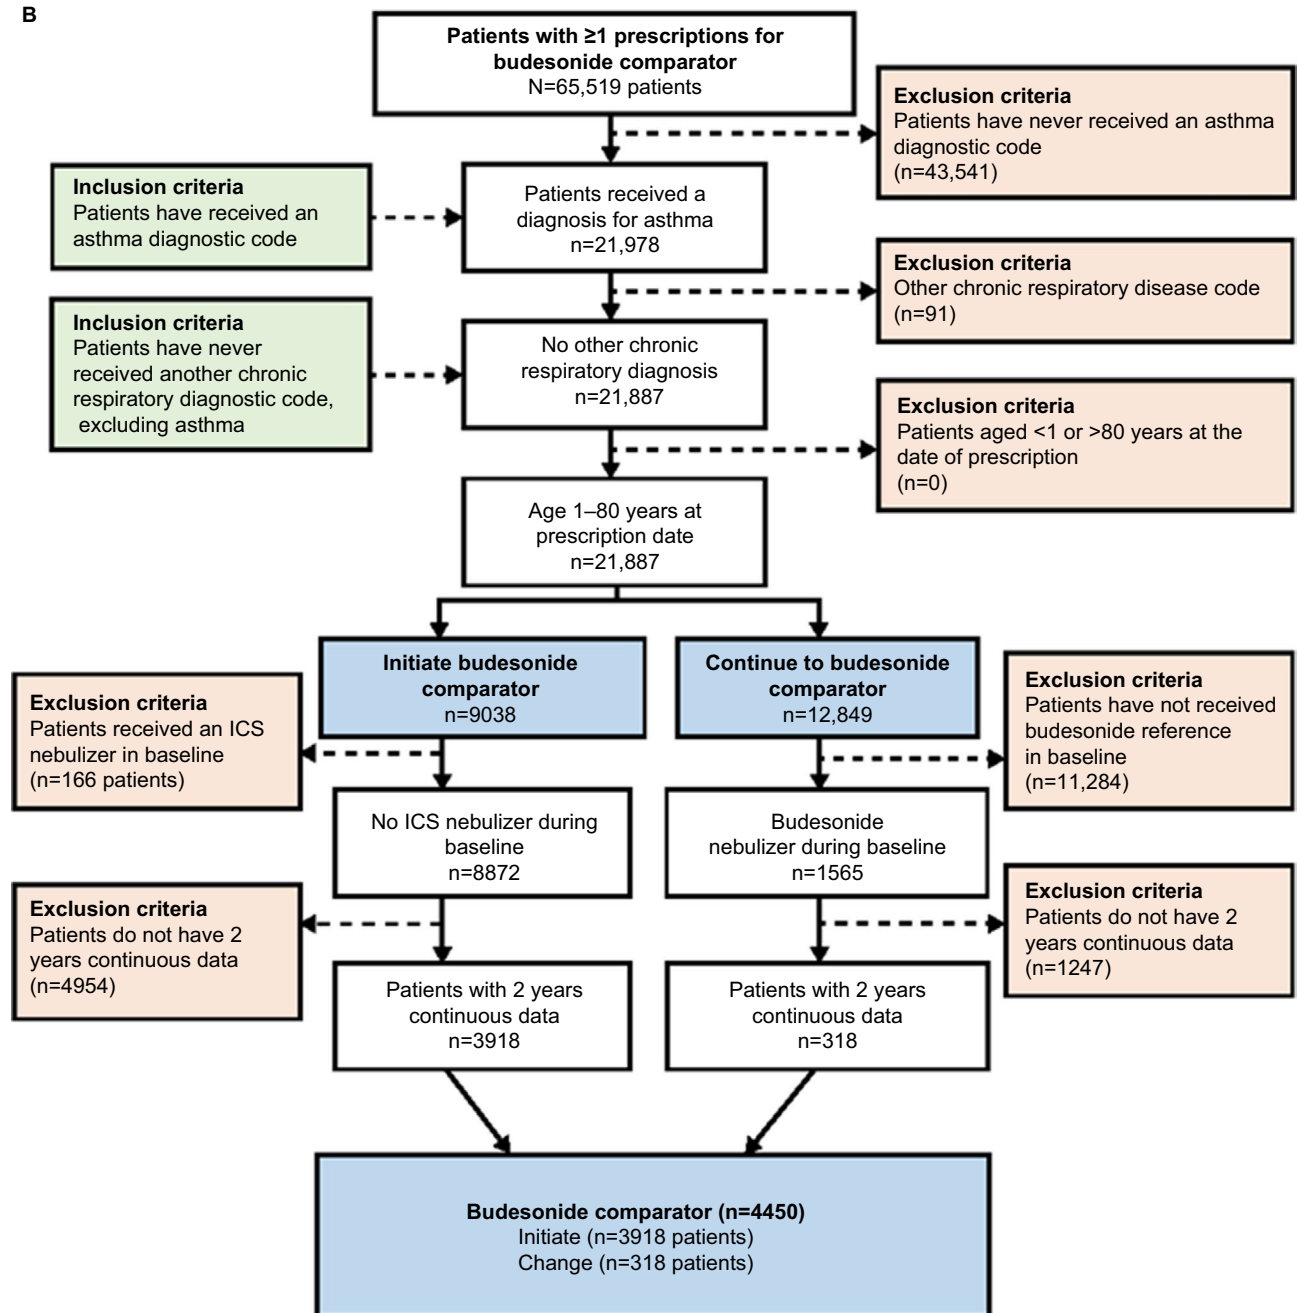 B
Patients with ≥1 prescriptions for
budesonide comparator
N=65,519 patients
Exclusion criteria
Patients have never received an asthma
diagnostic code
(n=43,541)
Inclusion criteria
Patients have received an
asthma diagnostic code
Patients received a
diagnosis for asthma
n=21,978
Exclusion criteria
Other chronic respiratory disease code
(n=91)
Inclusion criteria
Patients have never
received another chronic
respiratory diagnostic code,
excluding asthma
No other chronic
respiratory diagnosis
n=21,887
Exclusion criteria
Patients aged <1 or >80 years at the
date of prescription
(n=0)
Age 1–80 years at
prescription date
n=21,887
Initiate budesonide
comparator
n=9038
Continue to budesonide
comparator
n=12,849
Exclusion criteria
Patients received an ICS
nebulizer in baseline
(n=166 patients)
Exclusion criteria
Patients have not received
budesonide reference
in baseline
(n=11,284)
No ICS nebulizer during
baseline
n=8872
Budesonide
nebulizer during baseline
n=1565
Exclusion criteria
Patients do not have 2
years continuous data
(n=4954)
Exclusion criteria
Patients do not have 2
years continuous data
(n=1247)
Patients with 2 years
continuous data
n=3918
Patients with 2 years
continuous data
n=318
Budesonide comparator (n=4450)
Initiate (n=3918 patients)
Change (n=318 patients)